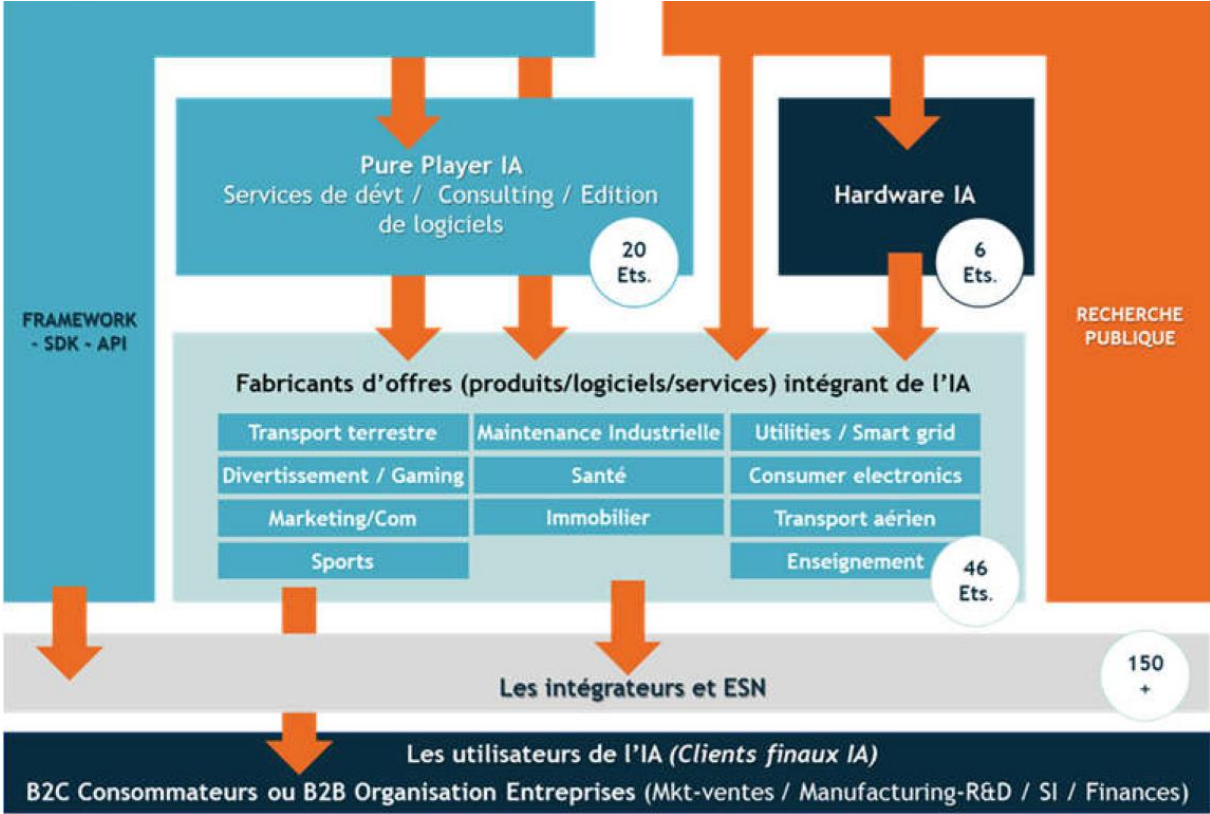 Pure Player IA
Services de dévt / Consulting / Edition
de logiciels
20
Ets.
Hardware IA
6
Ets.
FRAMEWORK
- SDK - API
RECHERCHE
PUBLIQUE
Fabricants d'offres (produits/logiciels/services) intégrant de l'IA
Transport terrestre
Maintenance Industrielle
Utilities / Smart grid
Divertissement / Gaming
Santé
Consumer electronics
Marketing/Com
Immobilier
Transport aérien
Sports
Enseignement
46
Ets.
Les intégrateurs et ESN
150
+
Les utilisateurs de l'IA (Clients finaux IA)
B2C Consommateurs ou B2B Organisation Entreprises (Mkt-ventes / Manufacturing-R&D / SI / Finances)